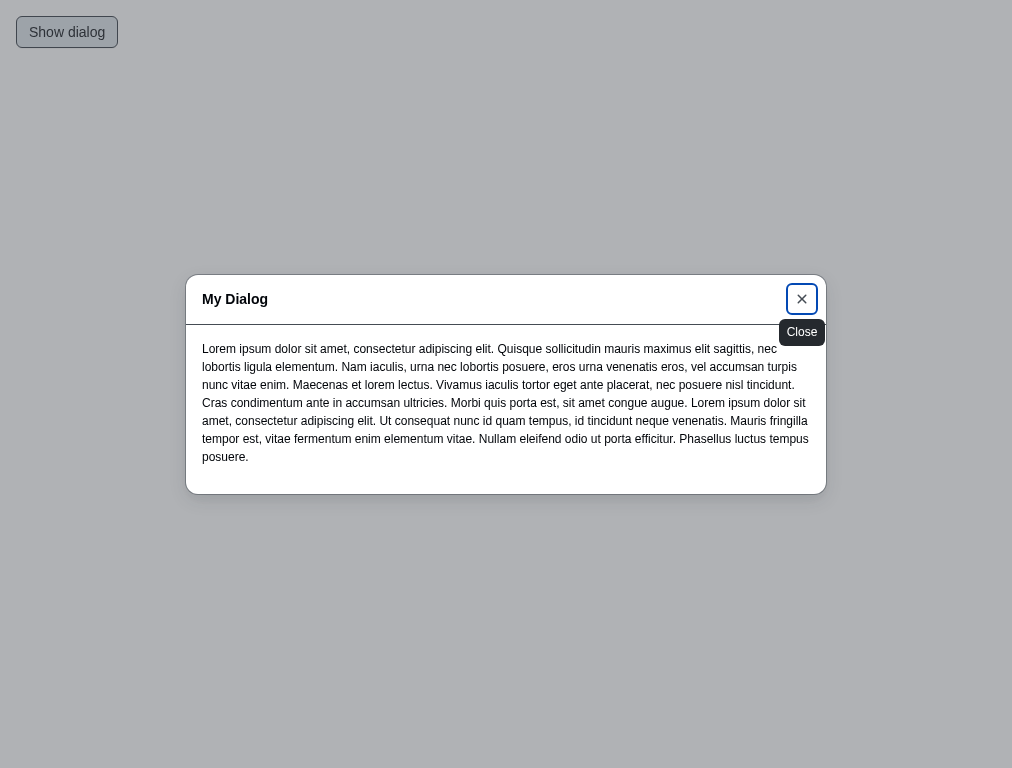 Show dialog
My Dialog
Close
Lorem ipsum dolor sit amet, consectetur adipiscing elit. Quisque sollicitudin mauris maximus elit sagittis, nec
lobortis ligula elementum. Nam iaculis, urna nec lobortis posuere, eros urna venenatis eros, vel accumsan turpis
nunc vitae enim. Maecenas et lorem lectus. Vivamus iaculis tortor eget ante placerat, nec posuere nisl tincidunt.
Cras condimentum ante in accumsan ultricies. Morbi quis porta est, sit amet congue augue. Lorem ipsum dolor sit
amet, consectetur adipiscing elit. Ut consequat nunc id quam tempus, id tincidunt neque venenatis. Mauris fringilla
tempor est, vitae fermentum enim elementum vitae. Nullam eleifend odio ut porta efficitur. Phasellus luctus tempus
posuere.